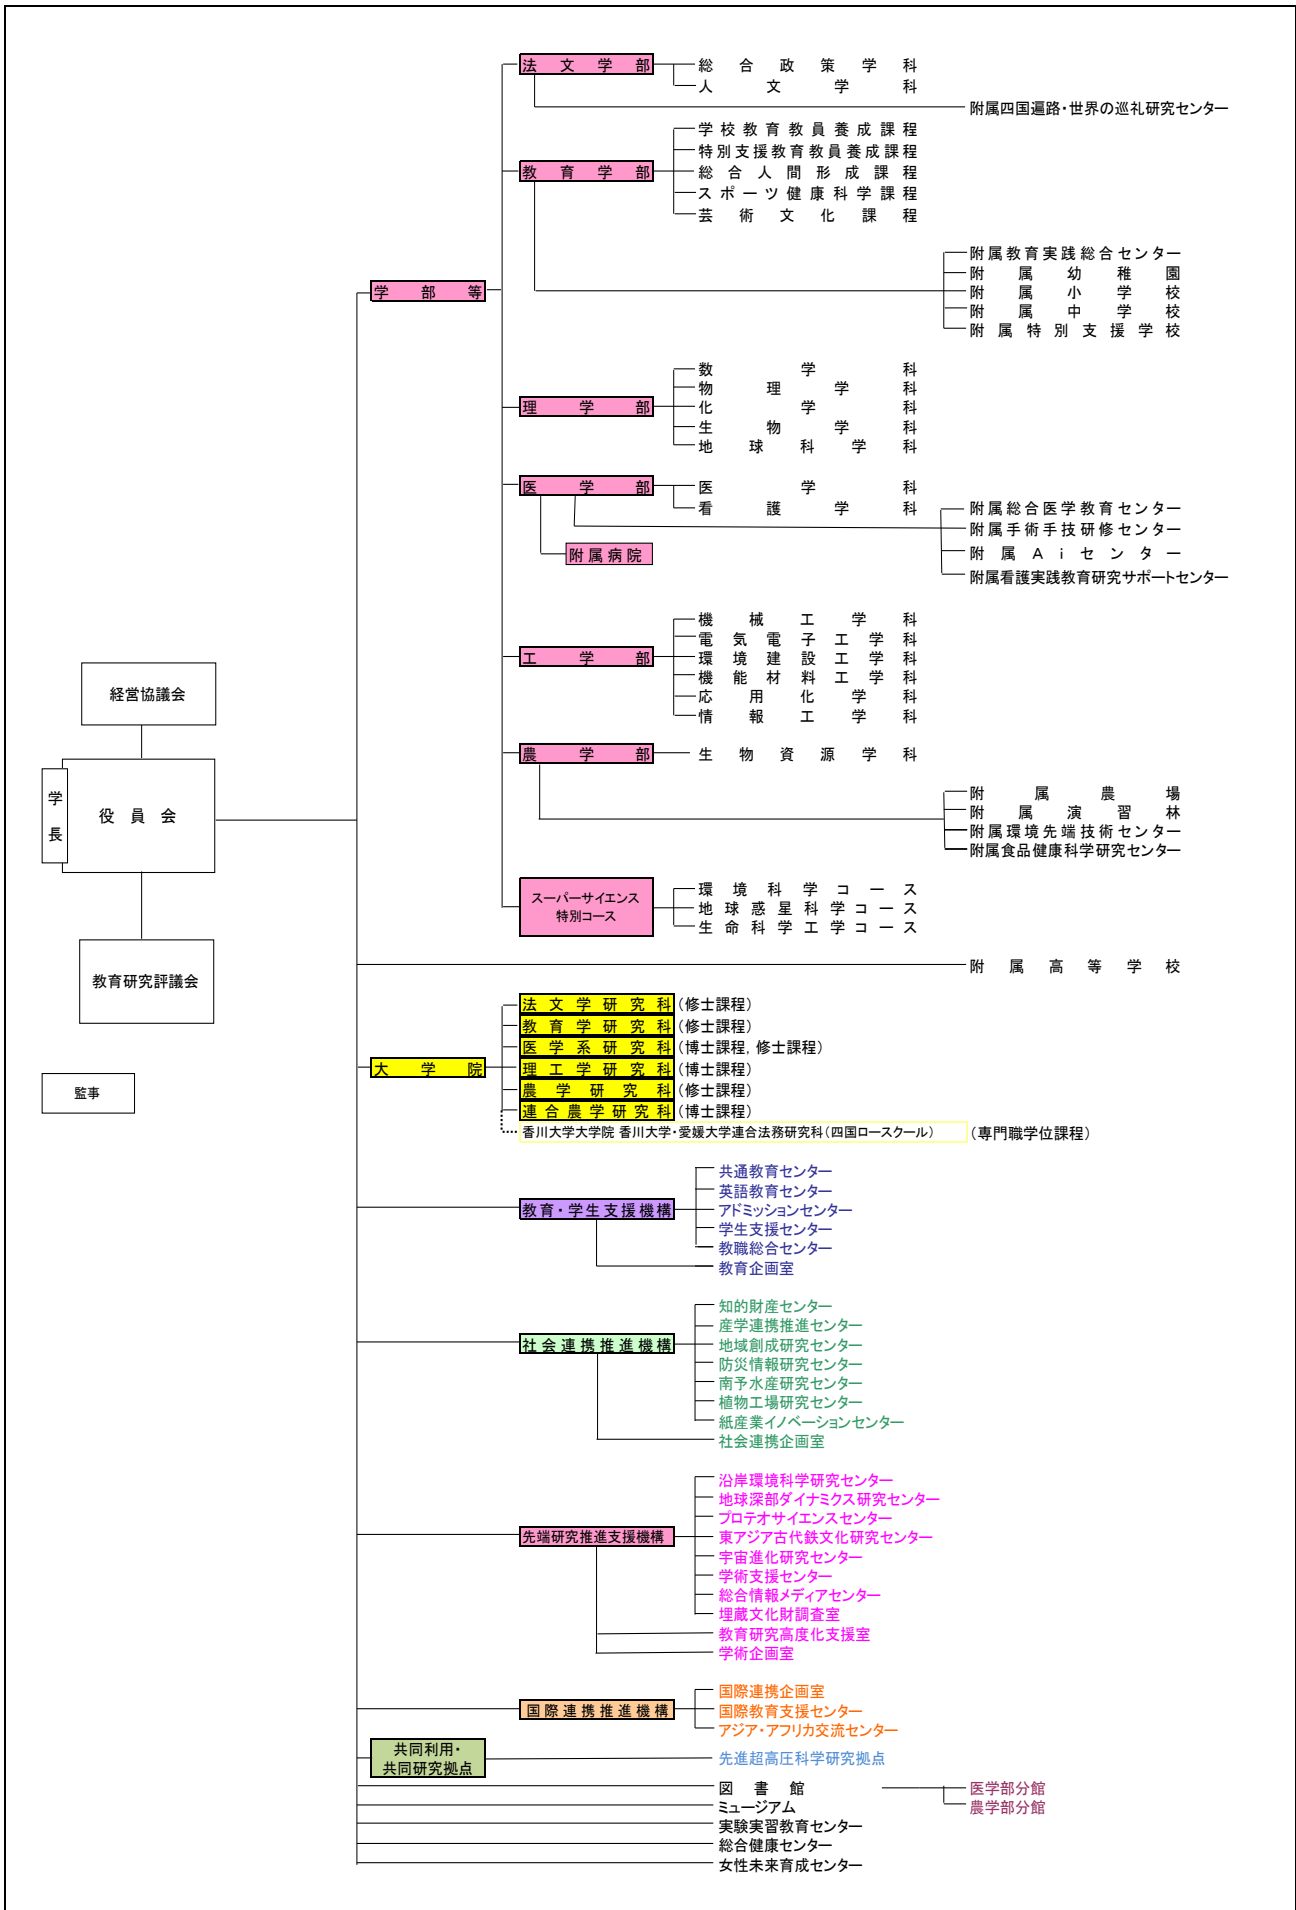 法文学部
総合政策学科
人文学科
附属四国遍路・世界の巡礼研究センター
教育学部
学校教育教員養成課程
特別支援教育教員養成課程
総合人間形成課程
スポーツ健康科学課程
芸術文化課程
附属教育実践総合センター
附属幼稚園
附属小学校
附属中学校
附属特別支援学校
学部等
理学部
数学科
物理学科
化学科
生物学科
地球科学科
医学部
医学科
看護学科
附属病院
附属総合医学教育センター
附属手術手技研修センター
附属Aiセンター
附属看護実践教育研究サポートセンター
工学部
機械工学科
電気電子工学科
環境建設工学科
機能材料工学科
応用化学科
情報工学科
農学部
生物資源学科
附属農場
附属演習林
附属環境先端技術センター
附属食品健康科学研究センター
スーパーサイエンス
特別コース
環境科学コース
地球惑星科学コース
生命科学工学コース
附属高等学校
経営協議会
学長
役員会
教育研究評議会
監事
大学院
法文学研究科(修士課程)
教育学研究科(修士課程)
医学系研究科(博士課程,修士課程)
理工学研究科(博士課程)
農学研究科(修士課程)
連合農学研究科(博士課程)
香川大学大学院 香川大学・愛媛大学連合法務研究科(四国ロースクール) (専門職学位課程)
教育・学生支援機構
共通教育センター
英語教育センター
アドミッションセンター
学生支援センター
教職総合センター
教育企画室
社会連携推進機構
知的財産センター
産学連携推進センター
地域創成研究センター
防災情報研究センター
南予水産研究センター
植物工場研究センター
紙産業イノベーションセンター
社会連携企画室
先端研究推進支援機構
沿岸環境科学研究センター
地球深部ダイナミクス研究センター
プロテオサイエンスセンター
東アジア古代鉄文化研究センター
宇宙進化研究センター
学術支援センター
総合情報メディアセンター
埋蔵文化財調査室
教育研究高度化支援室
学術企画室
国際連携推進機構
国際連携企画室
国際教育支援センター
アジア・アフリカ交流センター
共同利用・
共同研究拠点
先進超高圧科学研究拠点
図書館
医学部分館
農学部分館
ミュージアム
実験実習教育センター
総合健康センター
女性未来育成センター